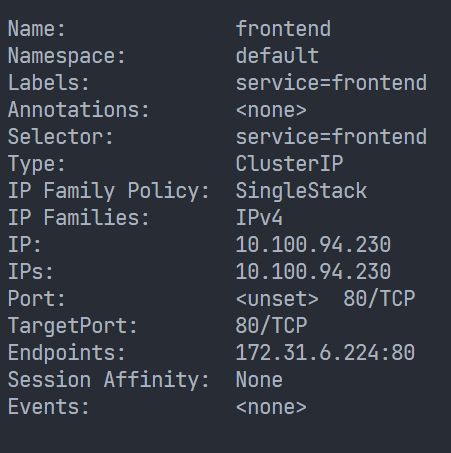 Name: frontend
Namespace: default
Labels: service=frontend
Annotations: <none>
Selector: service=frontend
Type: ClusterIP
IP Family Policy: SingleStack
IP Families: IPv4
IP: 10.100.94.230
IPs: 10.100.94.230
Port: <unset> 80/TCP
TargetPort: 80/TCP
Endpoints: 172.31.6.224:80
Session Affinity: None
Events: <none>